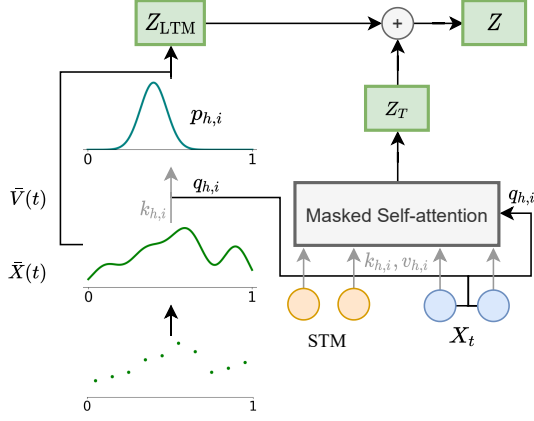 Z_LTM
+
Z
Z_T
p_{h,i}
0 1
q_{h,i}
q_{h,i}
V̄(t)
k_{h,i}
Masked Self-attention
X̄(t)
k_{h,i}, v_{h,i}
0 1
STM
X_t
0 1